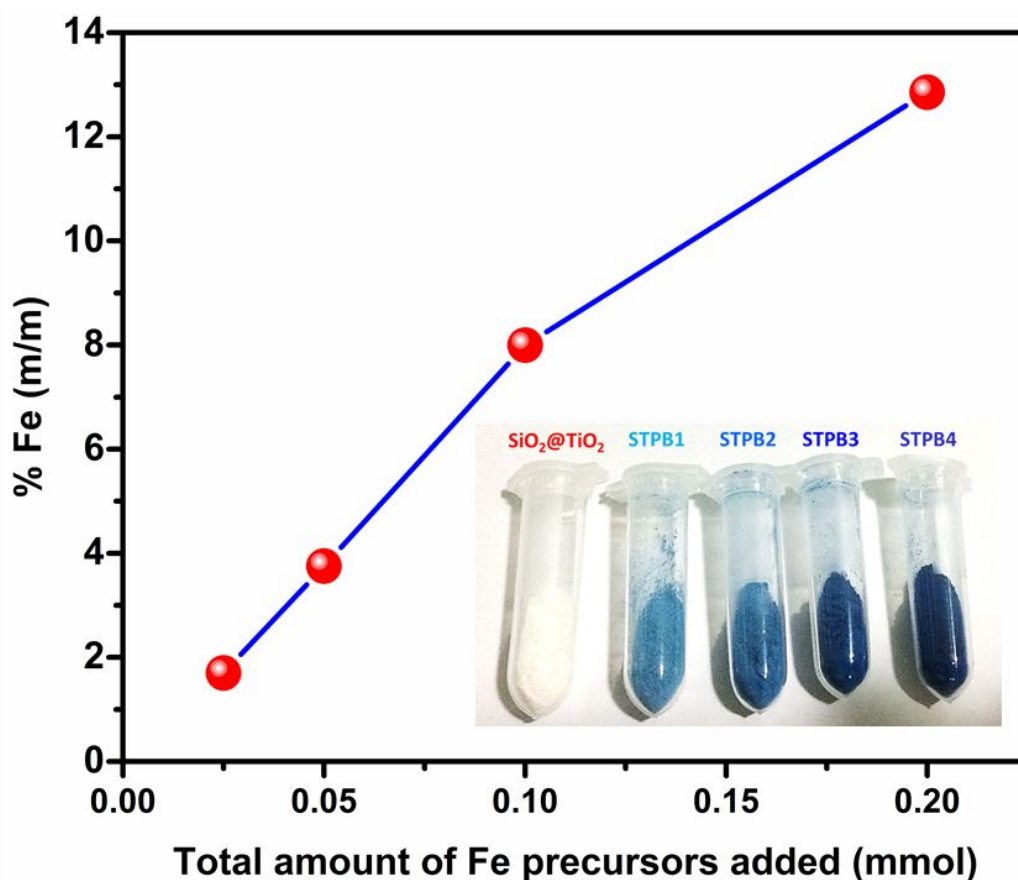 14
12
10
8
6
4
2
0
% Fe (m/m)
SiO₂@TiO₂ STPB1 STPB2 STPB3 STPB4
0.00 0.05 0.10 0.15 0.20
Total amount of Fe precursors added (mmol)